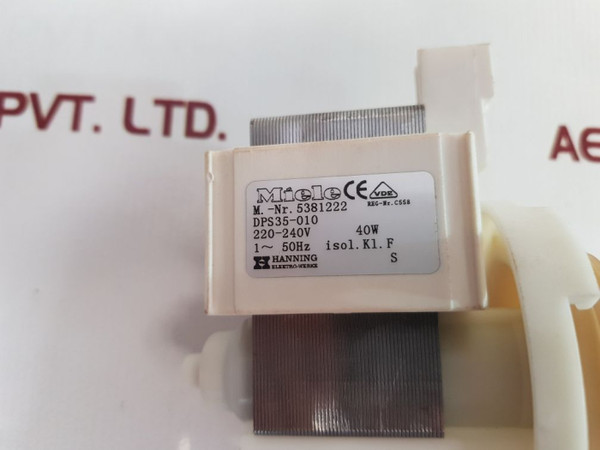 PVT. LTD.
AE
Miele CE VDE
REG-Nr.C558
M.-Nr.5381222
DPS35-010
220-240V 40W
1~ 50Hz isol.Kl.F
HANNING S
ELEKTRO-WERKE